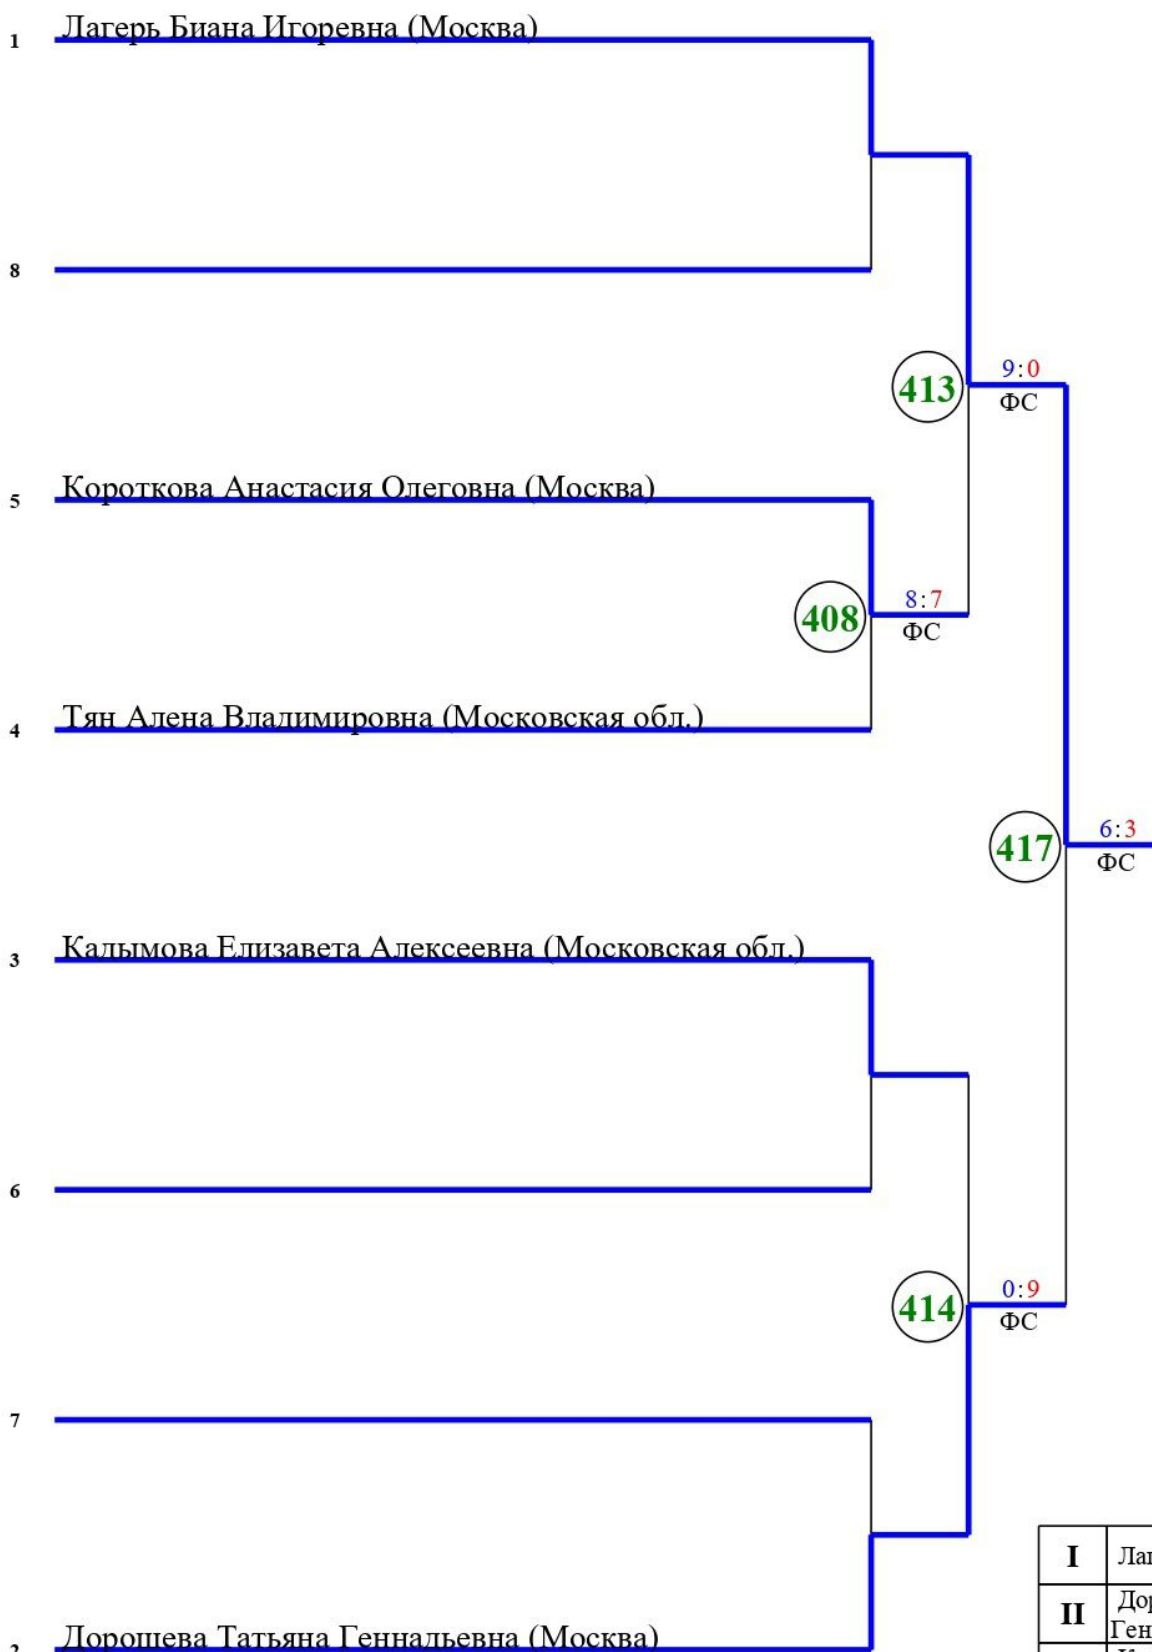 1 Лагерь Биана Игоревна (Москва)
8
413 9:0
ФС
5 Короткова Анастасия Олеговна (Москва)
408 8:7
ФС
4 Тян Алена Владимировна (Московская обл.)
417 6:3
ФС
3 Кадымова Елизавета Алексеевна (Московская обл.)
6
414 0:9
ФС
7
I
II
2 Дорошева Татьяна Геннадьевна (Москва)